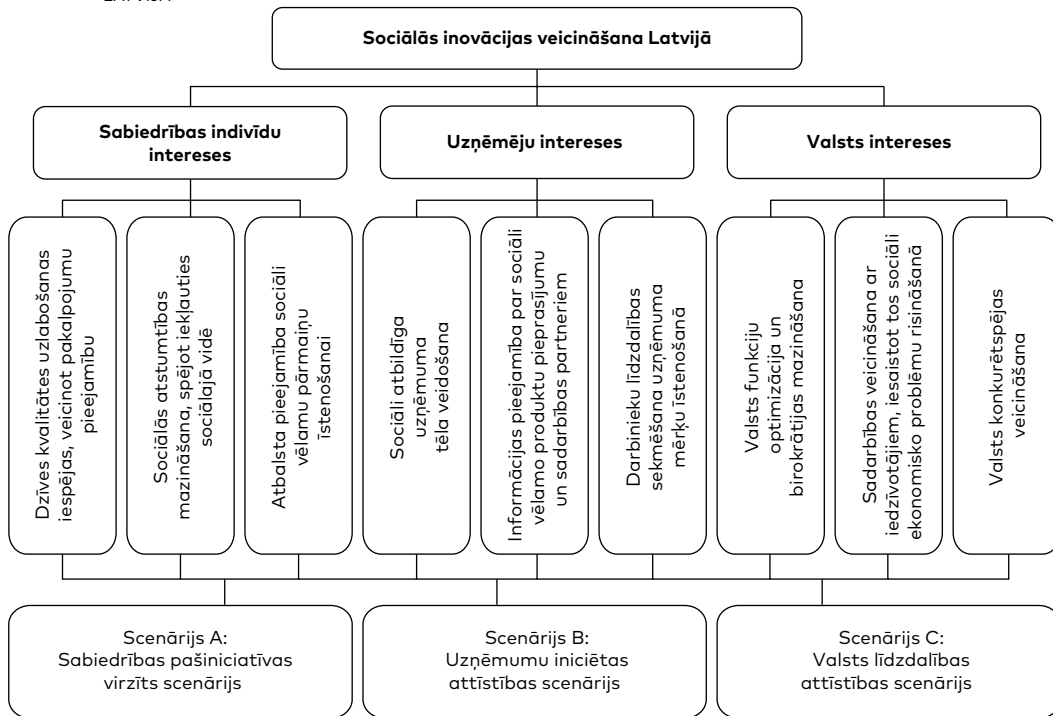 Sociālās inovācijas veicināšana Latvijā
Sabiedrības indivīdu
intereses
Uzņēmēju intereses
Valsts intereses
Dzīves kvalitātes uzlabošanas
iespējas, veicinot pakalpojumu
pieejamību
Sociālās atstumtības
mazināšana, spējot iekļauties
sociālajā vidē
Atbalsta pieejamība sociāli
vēlamu pārmaiņu
īstenošanai
Sociāli atbildīga
uzņēmuma
tēla veidošana
Informācijas pieejamība par sociāli
vēlamo produktu pieprasījumu
un sadarbības partneriem
Darbinieku līdzdalības
sekmēšana uzņēmuma
mērķu īstenošanā
Valsts funkciju
optimizācija un
birokrātijas mazināšana
Sadarbības veicināšana ar
iedzīvotājiem, iesaistot tos sociāli
ekonomisko problēmu risināšanā
Valsts konkurētspējas
veicināšana
Scenārijs A:
Sabiedrības pašiniciatīvas
virzīts scenārijs
Scenārijs B:
Uzņēmumu iniciētas
attīstības scenārijs
Scenārijs C:
Valsts līdzdalības
attīstības scenārijs